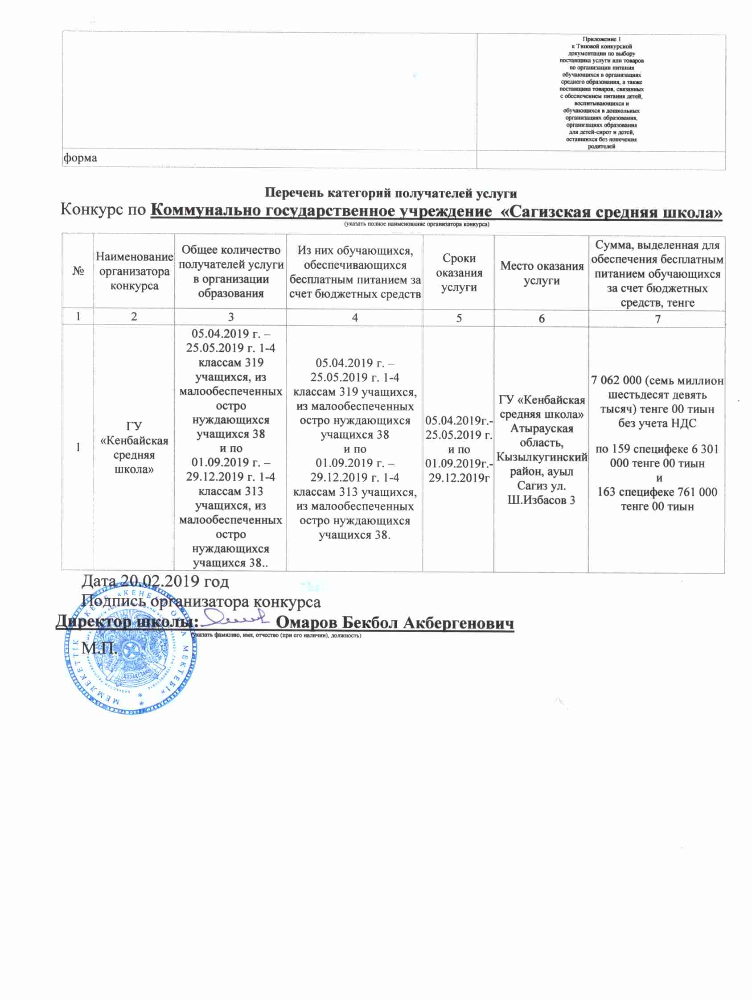 Приложение 1
к Типовой конкурсной
документации по выбору
поставщика услуги или товаров
по организации питания
обучающихся в организациях
среднего образования, а также
поставщика товаров, связанных
с обеспечением питания детей,
воспитывающихся и
обучающихся в дошкольных
организациях образования,
организациях образования
для детей-сирот и детей,
оставшихся без попечения
родителей
форма
Перечень категорий получателей услуги
Конкурс по Коммунально государственное учреждение «Сагизская средняя школа»
(указать полное наименование организатора конкурса)
№
Наименование
организатора
конкурса
Общее количество
получателей услуги
в организации
образования
Из них обучающихся,
обеспечивающихся
бесплатным питанием за
счет бюджетных средств
Сроки
оказания
услуги
Место оказания
услуги
Сумма, выделенная для
обеспечения бесплатным
питанием обучающихся
за счет бюджетных
средств, тенге
1 2 3 4 5 6 7
1
ГУ
«Кенбайская
средняя
школа»
05.04.2019 г. –
25.05.2019 г. 1-4
классам 319
учащихся, из
малообеспеченных
остро
нуждающихся
учащихся 38
и по
01.09.2019 г. –
29.12.2019 г. 1-4
классам 313
учащихся, из
малообеспеченных
остро
нуждающихся
учащихся 38..
05.04.2019 г. –
25.05.2019 г. 1-4
классам 319 учащихся,
из малообеспеченных
остро нуждающихся
учащихся 38
и по
01.09.2019 г. –
29.12.2019 г. 1-4
классам 313 учащихся,
из малообеспеченных
остро нуждающихся
учащихся 38.
05.04.2019г.-
25.05.2019 г.
и по
01.09.2019г.-
29.12.2019г
ГУ «Кенбайская
средняя школа»
Атырауская
область,
Кызылкугинский
район, ауыл
Сагиз ул.
Ш.Избасов 3
7 062 000 (семь миллион
шестьдесят девять
тысяч) тенге 00 тиын
без учета НДС
по 159 специфеке 6 301
000 тенге 00 тиын
и
163 специфеке 761 000
тенге 00 тиын
Дата 20.02.2019 год
Подпись организатора конкурса
Директор школы: Омаров Бекбол Акбергенович
(указать фамилию, имя, отчество (при его наличии), должность)
М.П.
МЕМЛЕКЕТТІК МЕКТЕБІ»
ҚАЗАҚСТАН